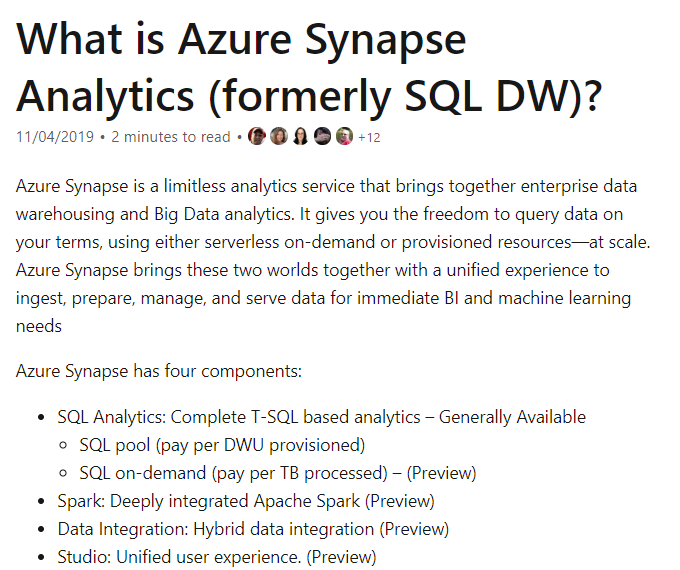 What is Azure Synapse
Analytics (formerly SQL DW)?
11/04/2019 • 2 minutes to read • +12
Azure Synapse is a limitless analytics service that brings together enterprise data
warehousing and Big Data analytics. It gives you the freedom to query data on
your terms, using either serverless on-demand or provisioned resources—at scale.
Azure Synapse brings these two worlds together with a unified experience to
ingest, prepare, manage, and serve data for immediate BI and machine learning
needs
Azure Synapse has four components:
• SQL Analytics: Complete T-SQL based analytics – Generally Available
○ SQL pool (pay per DWU provisioned)
○ SQL on-demand (pay per TB processed) – (Preview)
• Spark: Deeply integrated Apache Spark (Preview)
• Data Integration: Hybrid data integration (Preview)
• Studio: Unified user experience. (Preview)